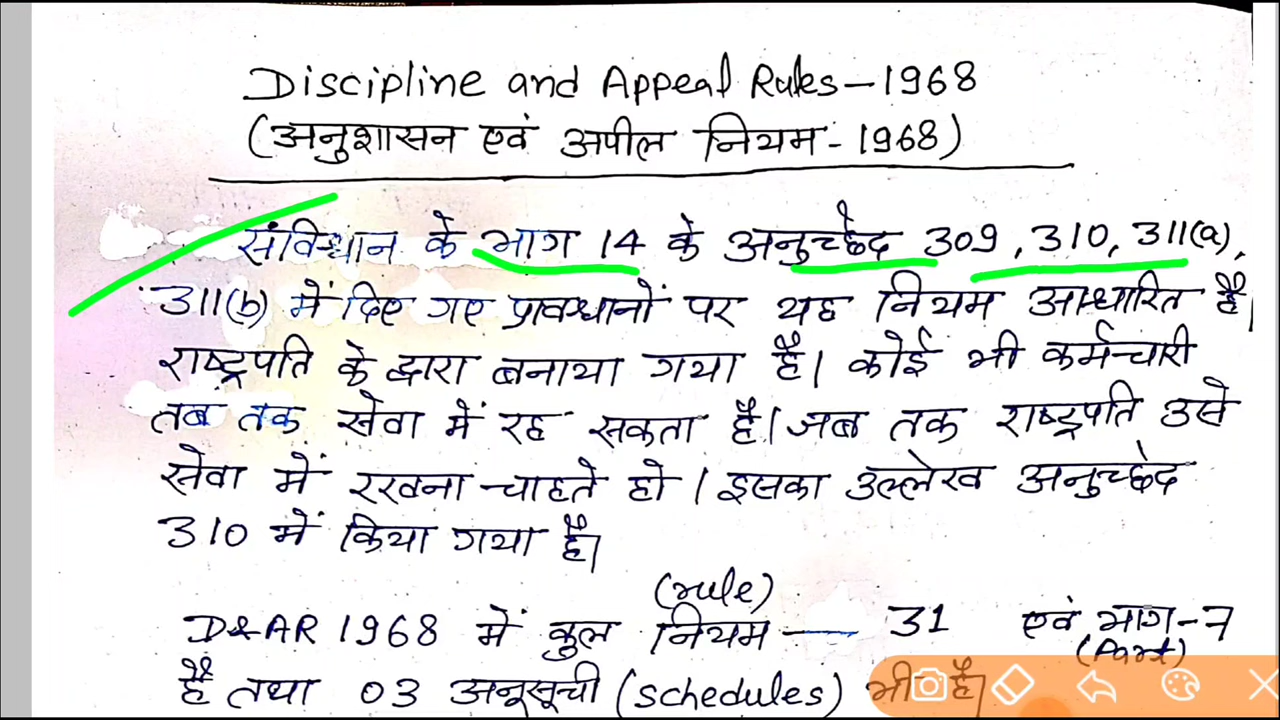 Discipline and Appeal Rules-1968
(अनुशासन एवं अपील नियम-1968)
संविधान के भाग 14 के अनुच्छेद 309, 310, 311(a),
311(b) में दिए गए प्रावधानों पर यह नियम आधारित है।
राष्ट्रपति के द्वारा बनाया गया है। कोई भी कर्मचारी
तब तक सेवा में रह सकता है। जब तक राष्ट्रपति उसे
सेवा में रखना चाहते हो। इसका उल्लेख अनुच्छेद
310 में किया गया है।
(rule)
D&AR 1968 में कुल नियम — 31 एवं भाग-7
(Part)
हैं तथा 03 अनूसूची (schedules) भी है।